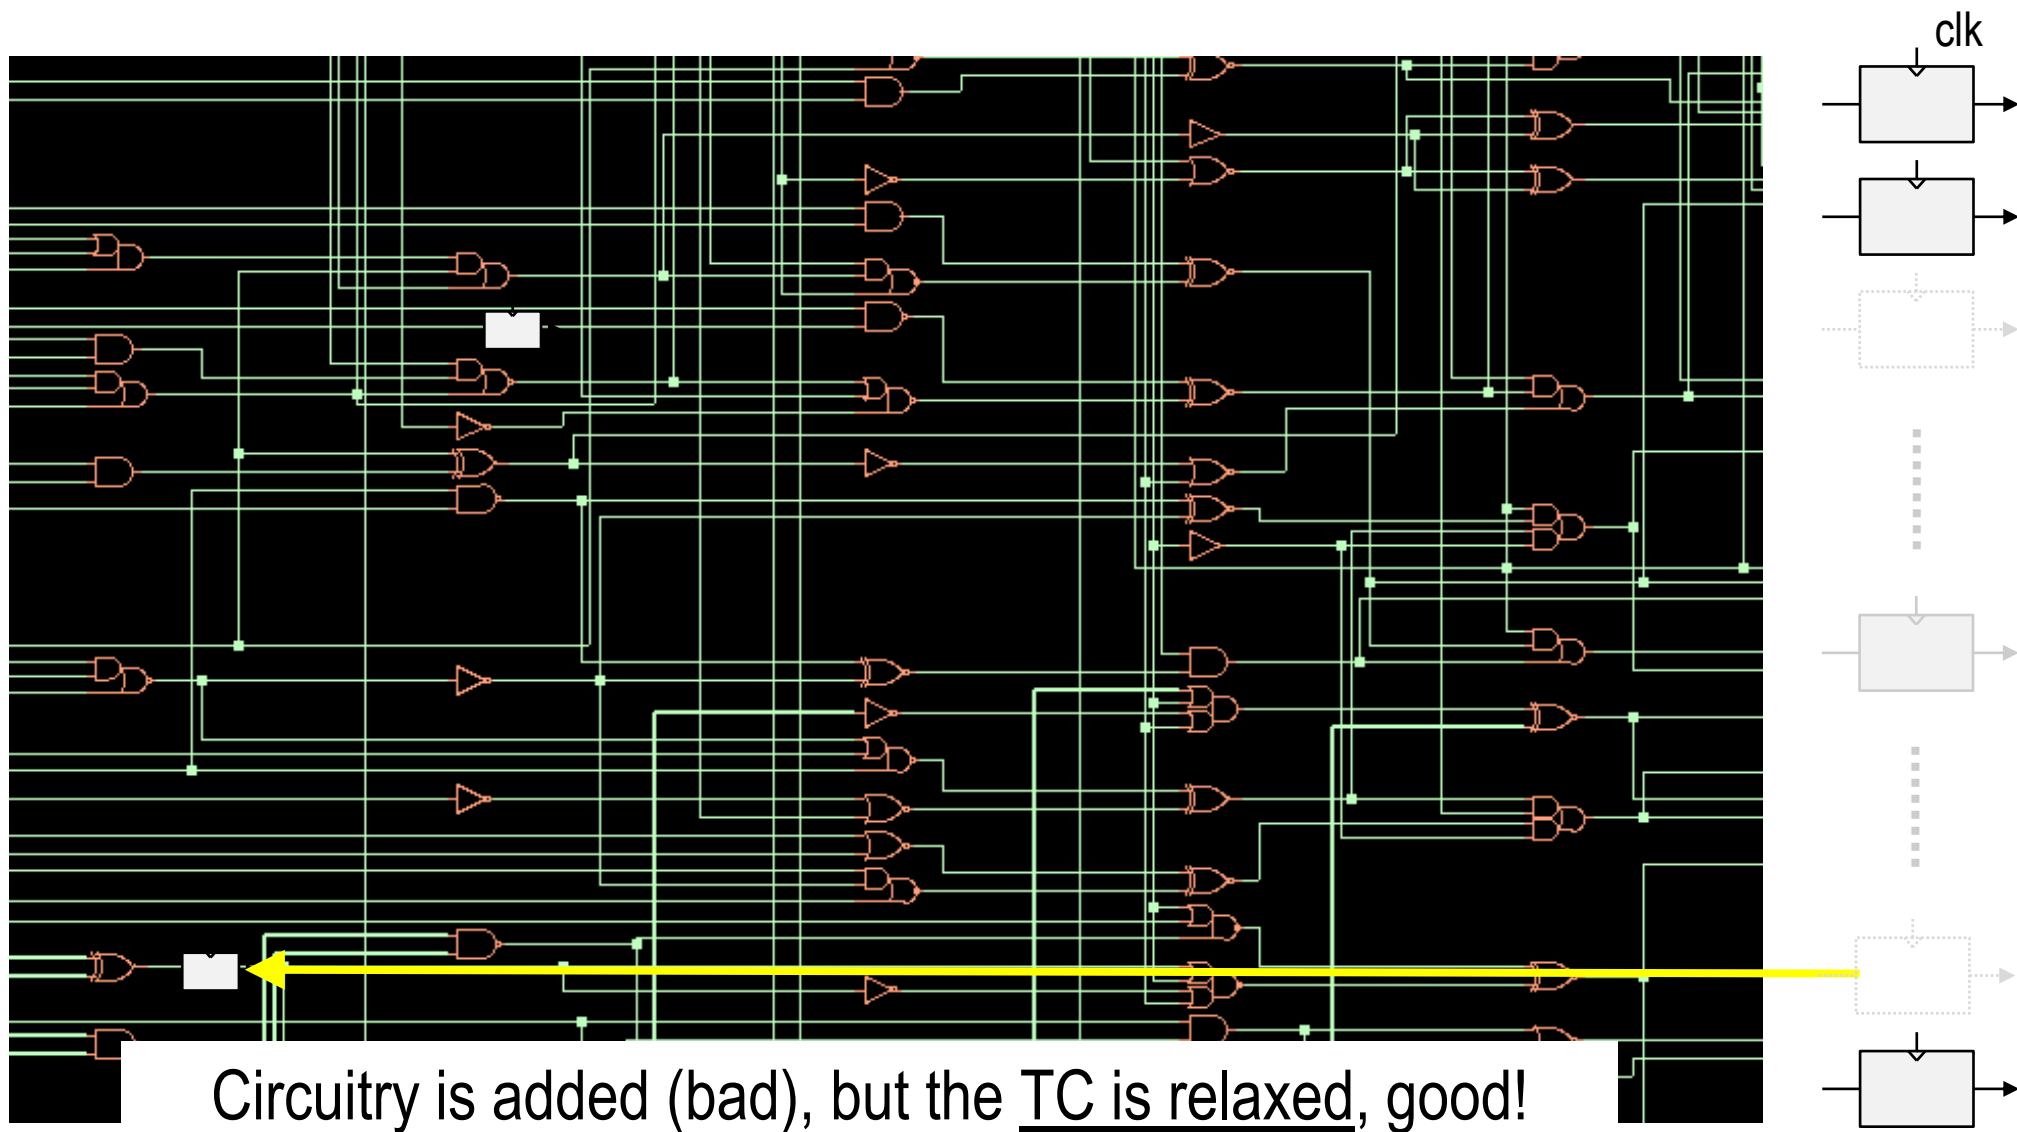 clk
Circuitry is added (bad), but the TC is relaxed, good!